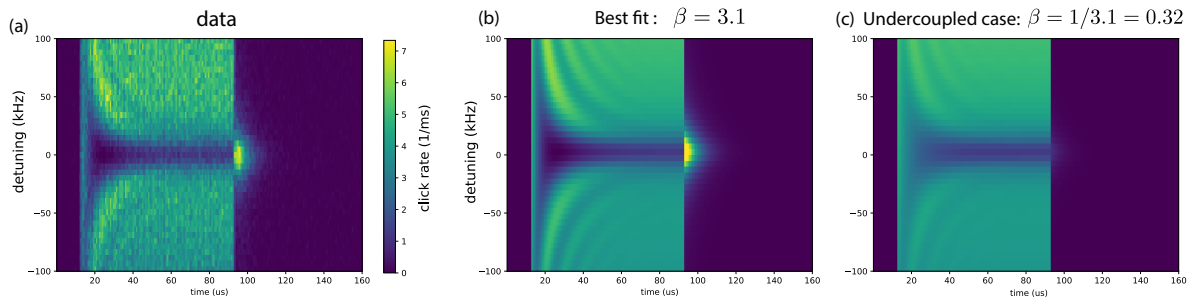 (a)
data
detuning (kHz)
100
50
0
−50
−100
20 40 60 80 100 120 140 160
time (us)
7
6
5
4
3
2
1
0
click rate (1/ms)
(b)
Best fit : β = 3.1
detuning (kHz)
100
50
0
−50
−100
20 40 60 80 100 120 140 160
time (us)
(c) Undercoupled case: β = 1/3.1 = 0.32
100
50
0
−50
−100
20 40 60 80 100 120 140 160
time (us)